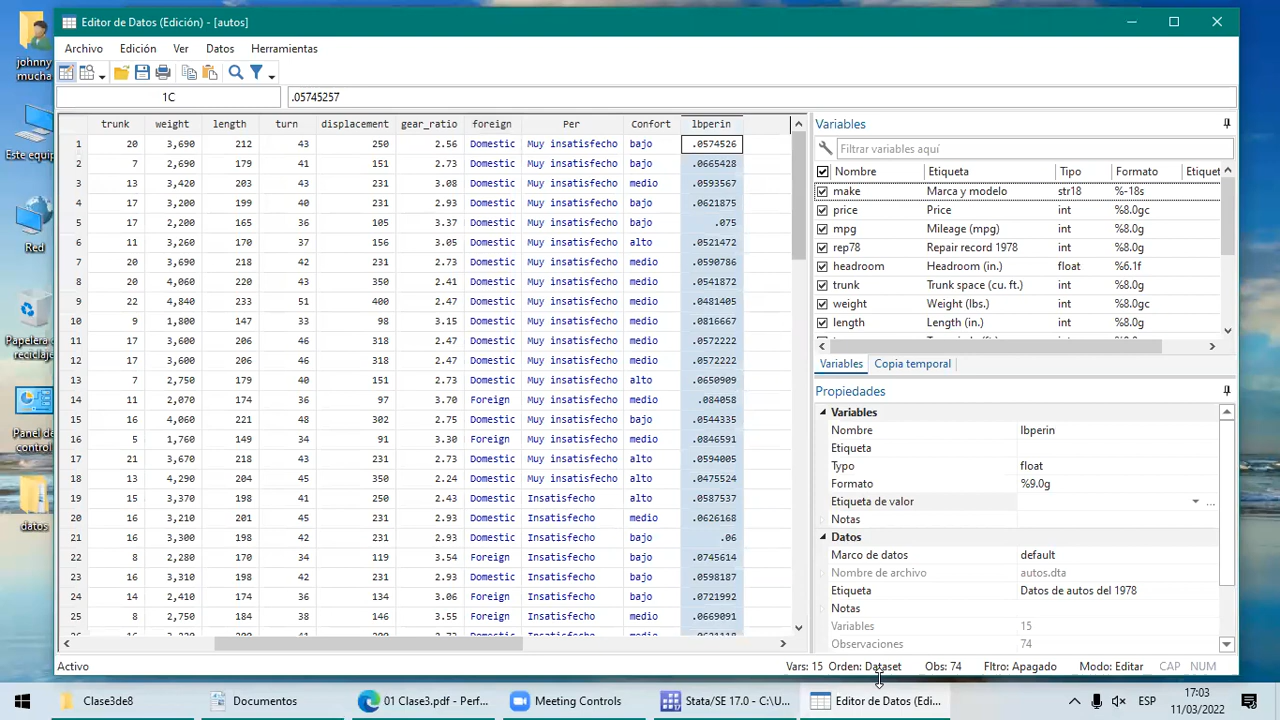 Editor de Datos (Edición) - [autos]
Archivo Edición Ver Datos Herramientas
1C .05745257
trunk weight length turn displacement gear_ratio foreign Per Confort lbperin
1 20 3,690 212 43 250 2.56 Domestic Muy insatisfecho bajo .0574526
2 7 2,690 179 41 151 2.73 Domestic Muy insatisfecho bajo .0665428
3 13 3,420 203 43 231 3.08 Domestic Muy insatisfecho medio .0593567
4 17 3,200 199 40 231 2.93 Domestic Muy insatisfecho bajo .0621875
5 17 2,200 165 36 105 3.37 Domestic Muy insatisfecho bajo .075
6 11 3,260 170 37 156 3.05 Domestic Muy insatisfecho alto .0521472
7 20 3,690 218 42 231 2.73 Domestic Muy insatisfecho medio .0590786
8 20 4,060 220 43 350 2.41 Domestic Muy insatisfecho medio .0541872
9 22 4,840 233 51 400 2.47 Domestic Muy insatisfecho medio .0481405
10 9 1,800 147 33 98 3.15 Domestic Muy insatisfecho medio .0816667
11 17 3,600 206 46 318 2.47 Domestic Muy insatisfecho medio .0572222
12 17 3,600 206 46 318 2.47 Domestic Muy insatisfecho medio .0572222
13 7 2,750 179 40 151 2.73 Domestic Muy insatisfecho alto .0650909
14 11 2,070 174 36 97 3.70 Foreign Muy insatisfecho medio .084058
15 16 4,060 221 48 302 2.75 Domestic Muy insatisfecho bajo .0544335
16 5 1,760 149 34 91 3.30 Foreign Muy insatisfecho medio .0846591
17 21 3,670 218 43 231 2.73 Domestic Muy insatisfecho alto .0594005
18 13 4,290 204 45 350 2.24 Domestic Muy insatisfecho alto .0475524
19 15 3,370 198 41 250 2.43 Domestic Insatisfecho alto .0587537
20 16 3,210 201 45 231 2.93 Domestic Insatisfecho medio .0626168
21 16 3,300 198 42 231 2.93 Domestic Insatisfecho bajo .06
22 8 2,280 170 34 119 3.54 Foreign Insatisfecho bajo .0745614
23 16 3,310 198 42 231 2.93 Domestic Insatisfecho bajo .0598187
24 14 2,410 174 36 134 3.06 Foreign Insatisfecho bajo .0721992
25 8 2,750 184 38 146 3.55 Foreign Insatisfecho medio .0669091
Variables
Filtrar variables aquí
Nombre Etiqueta Tipo Formato Etiquet
make Marca y modelo str18 %-18s
price Price int %8.0gc
mpg Mileage (mpg) int %8.0g
rep78 Repair record 1978 int %8.0g
headroom Headroom (in.) float %6.1f
trunk Trunk space (cu. ft.) int %8.0g
weight Weight (lbs.) int %8.0gc
length Length (in.) int %8.0g
Variables Copia temporal
Propiedades
Variables
Nombre lbperin
Etiqueta
Typo float
Formato %9.0g
Etiqueta de valor ...
Notas
Datos
Marco de datos default
Nombre de archivo autos.dta
Etiqueta Datos de autos del 1978
Notas
Variables 15
Observaciones 74
Activo Vars: 15 Orden: Dataset Obs: 74 Fltro: Apagado Modo: Editar CAP NUM
johnny
mucha
Este equip
Red
Papelera
reciclaje
Panel de
control
datos
Clase3dr8 Documentos 01 Clase3.pdf - Perf... Meeting Controls Stata/SE 17.0 - C:\U... Editor de Datos (Edi... ESP 17:03
11/03/2022